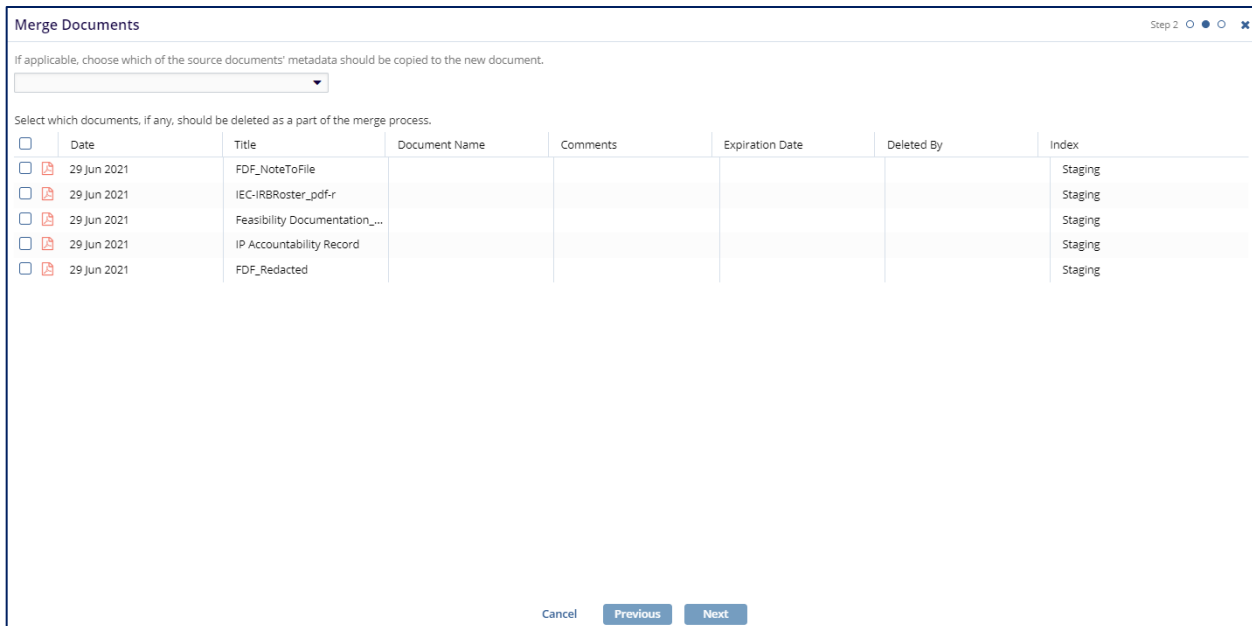 Merge Documents Step 2
If applicable, choose which of the source documents' metadata should be copied to the new document.
Select which documents, if any, should be deleted as a part of the merge process.
Date Title Document Name Comments Expiration Date Deleted By Index
29 Jun 2021 FDF_NoteToFile Staging
29 Jun 2021 IEC-IRBRoster_pdf-r Staging
29 Jun 2021 Feasibility Documentation_... Staging
29 Jun 2021 IP Accountability Record Staging
29 Jun 2021 FDF_Redacted Staging
Cancel Previous Next